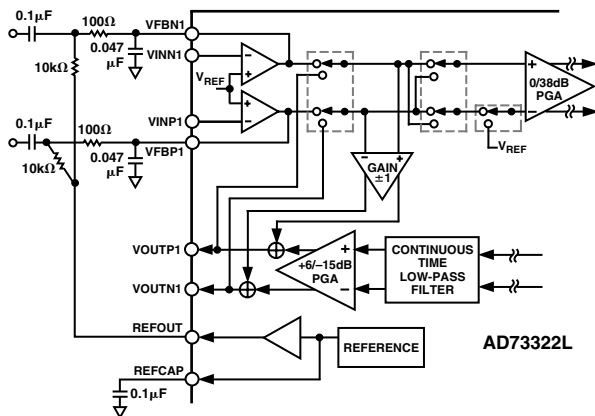 0.1μF
100Ω
VFBN1
0.047
μF
VINN1
10kΩ
VREF
0/38dB
PGA
VINP1
0.1μF
100Ω
VFBP1
VREF
10kΩ
0.047
μF
GAIN
±1
VOUTP1
+6/–15dB
PGA
CONTINUOUS
TIME
LOW-PASS
FILTER
VOUTN1
REFOUT
REFERENCE
AD73322L
REFCAP
0.1μF